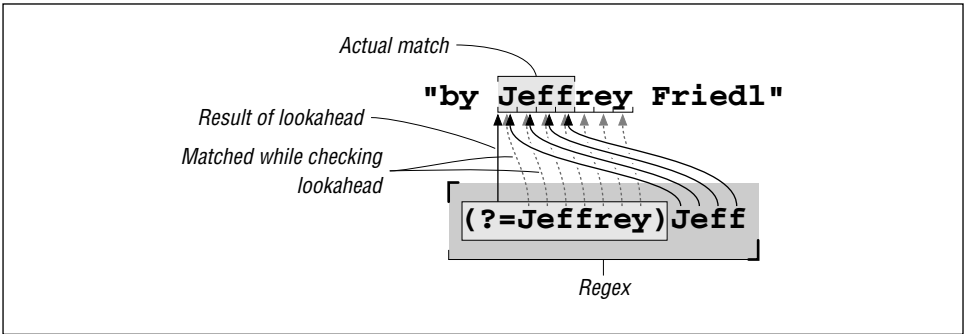 Actual match
"by Jeffrey Friedl"
Result of lookahead
Matched while checking
lookahead
(?=Jeffrey)Jeff
Regex